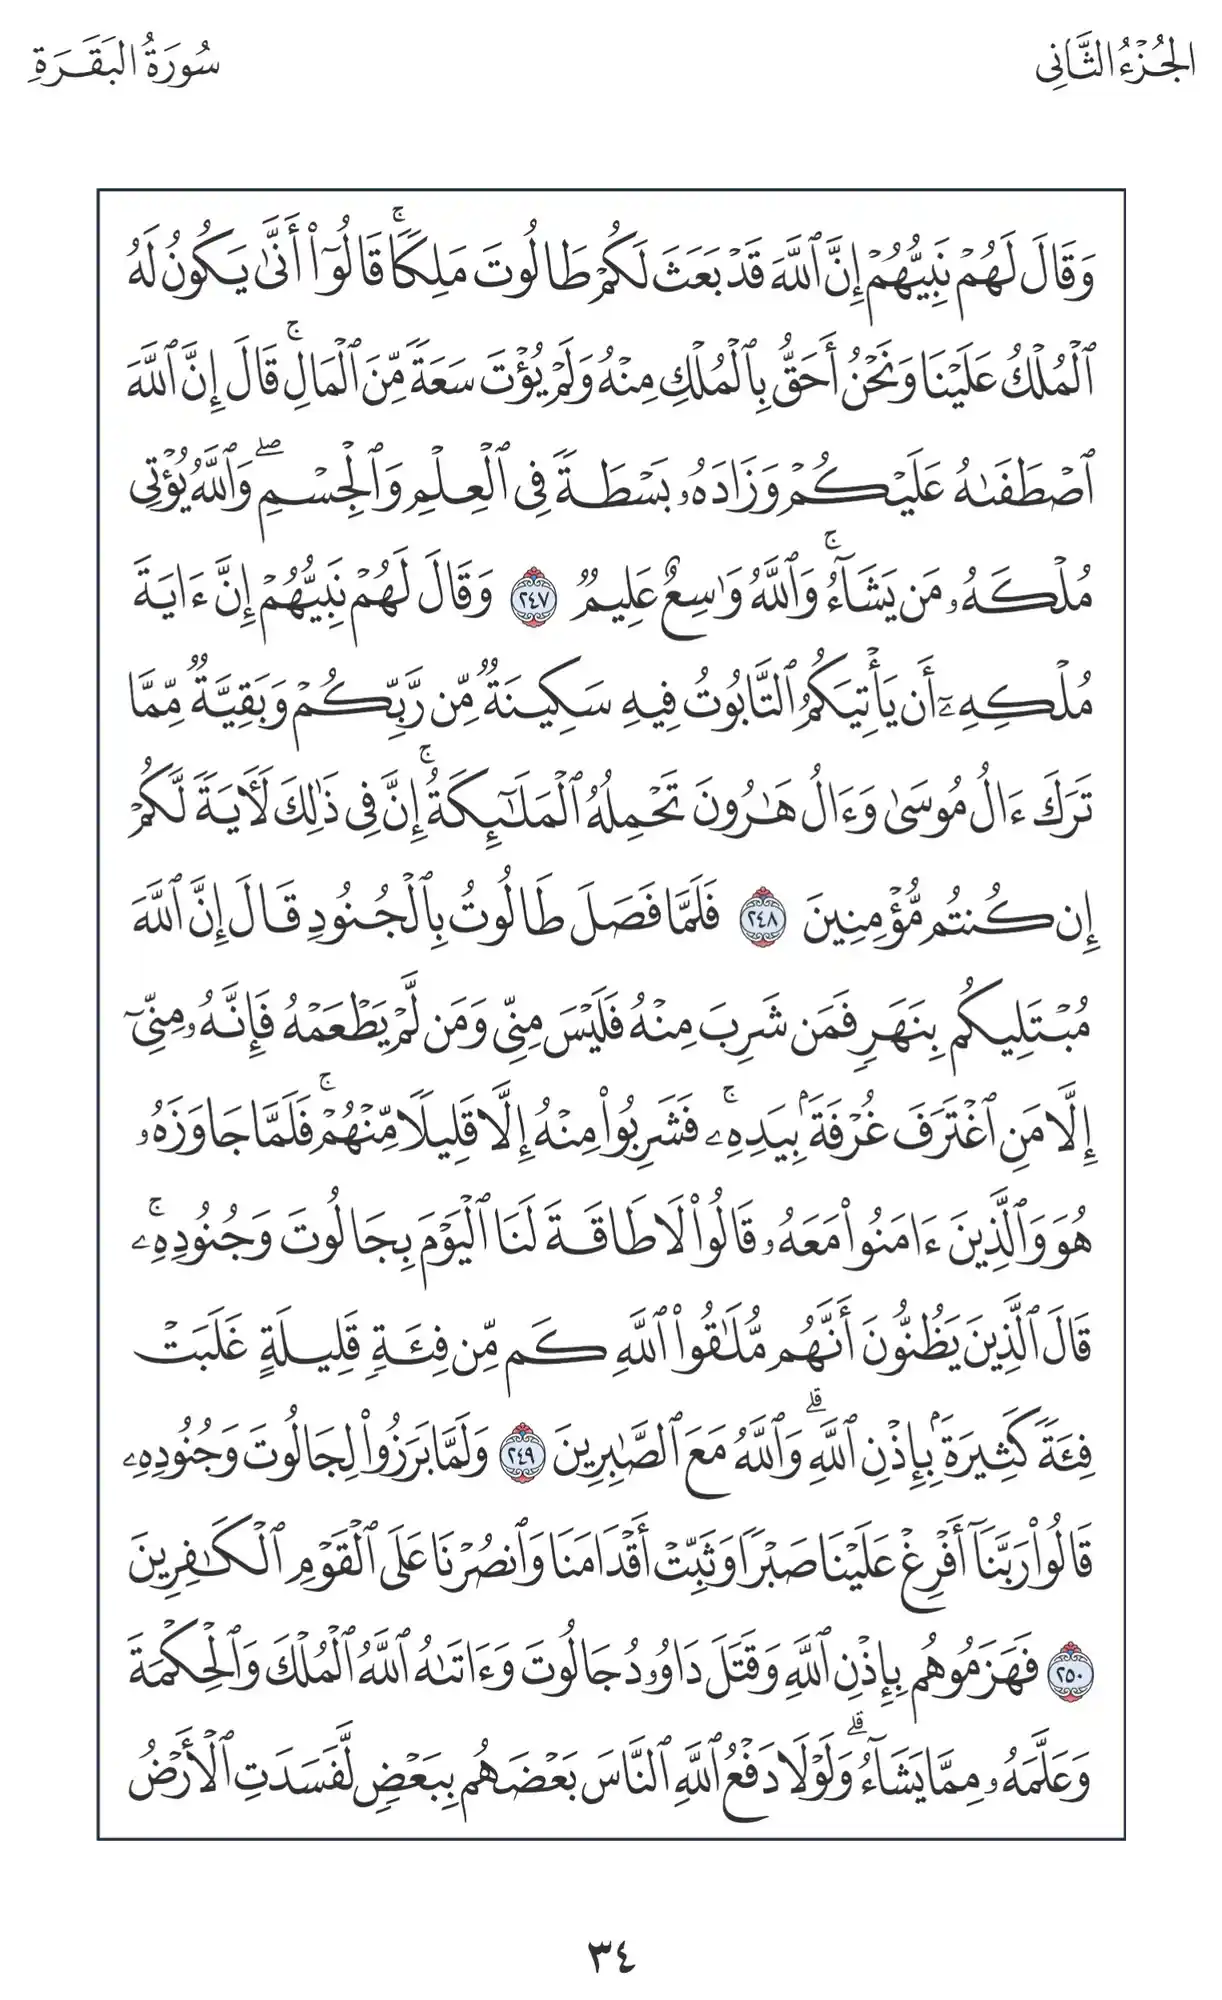 الجُزْءُ الثَّانِي
سُورَةُ البَقَرَةِ
وَقَالَ لَهُمْ نَبِيُّهُمْ إِنَّ ٱللَّهَ قَدْ بَعَثَ لَكُمْ طَالُوتَ مَلِكًاۚ قَالُوٓاْ أَنَّىٰ يَكُونُ لَهُ
ٱلْمُلْكُ عَلَيْنَا وَنَحْنُ أَحَقُّ بِٱلْمُلْكِ مِنْهُ وَلَمْ يُؤْتَ سَعَةً مِّنَ ٱلْمَالِۚ قَالَ إِنَّ ٱللَّهَ
ٱصْطَفَىٰهُ عَلَيْكُمْ وَزَادَهُۥ بَسْطَةً فِى ٱلْعِلْمِ وَٱلْجِسْمِۖ وَٱللَّهُ يُؤْتِى
مُلْكَهُۥ مَن يَشَآءُۚ وَٱللَّهُ وَٰسِعٌ عَلِيمٌ ٢٤٧ وَقَالَ لَهُمْ نَبِيُّهُمْ إِنَّ ءَايَةَ
مُلْكِهِۦٓ أَن يَأْتِيَكُمُ ٱلتَّابُوتُ فِيهِ سَكِينَةٌ مِّن رَّبِّكُمْ وَبَقِيَّةٌ مِّمَّا
تَرَكَ ءَالُ مُوسَىٰ وَءَالُ هَٰرُونَ تَحْمِلُهُ ٱلْمَلَٰٓئِكَةُۚ إِنَّ فِى ذَٰلِكَ لَـَٔايَةً لَّكُمْ
إِن كُنتُم مُّؤْمِنِينَ ٢٤٨ فَلَمَّا فَصَلَ طَالُوتُ بِٱلْجُنُودِ قَالَ إِنَّ ٱللَّهَ
مُبْتَلِيكُم بِنَهَرٍ فَمَن شَرِبَ مِنْهُ فَلَيْسَ مِنِّى وَمَن لَّمْ يَطْعَمْهُ فَإِنَّهُۥ مِنِّىٓ
إِلَّا مَنِ ٱغْتَرَفَ غُرْفَةًۢ بِيَدِهِۦۚ فَشَرِبُواْ مِنْهُ إِلَّا قَلِيلًا مِّنْهُمْۚ فَلَمَّا جَاوَزَهُۥ
هُوَ وَٱلَّذِينَ ءَامَنُواْ مَعَهُۥ قَالُواْ لَا طَاقَةَ لَنَا ٱلْيَوْمَ بِجَالُوتَ وَجُنُودِهِۦۚ
قَالَ ٱلَّذِينَ يَظُنُّونَ أَنَّهُم مُّلَٰقُواْ ٱللَّهِ كَم مِّن فِئَةٍ قَلِيلَةٍ غَلَبَتْ
فِئَةً كَثِيرَةًۢ بِإِذْنِ ٱللَّهِۗ وَٱللَّهُ مَعَ ٱلصَّٰبِرِينَ ٢٤٩ وَلَمَّا بَرَزُواْ لِجَالُوتَ وَجُنُودِهِۦ
قَالُواْ رَبَّنَآ أَفْرِغْ عَلَيْنَا صَبْرًا وَثَبِّتْ أَقْدَامَنَا وَٱنصُرْنَا عَلَى ٱلْقَوْمِ ٱلْكَٰفِرِينَ
٢٥٠ فَهَزَمُوهُم بِإِذْنِ ٱللَّهِ وَقَتَلَ دَاوُۥدُ جَالُوتَ وَءَاتَىٰهُ ٱللَّهُ ٱلْمُلْكَ وَٱلْحِكْمَةَ
وَعَلَّمَهُۥ مِمَّا يَشَآءُۗ وَلَوْلَا دَفْعُ ٱللَّهِ ٱلنَّاسَ بَعْضَهُم بِبَعْضٍ لَّفَسَدَتِ ٱلْأَرْضُ
٣٤